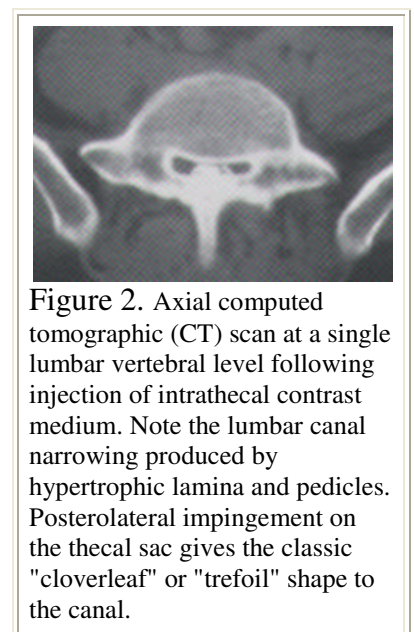 Figure 2. Axial computed
tomographic (CT) scan at a single
lumbar vertebral level following
injection of intrathecal contrast
medium. Note the lumbar canal
narrowing produced by
hypertrophic lamina and pedicles.
Posterolateral impingement on
the thecal sac gives the classic
"cloverleaf" or "trefoil" shape to
the canal.